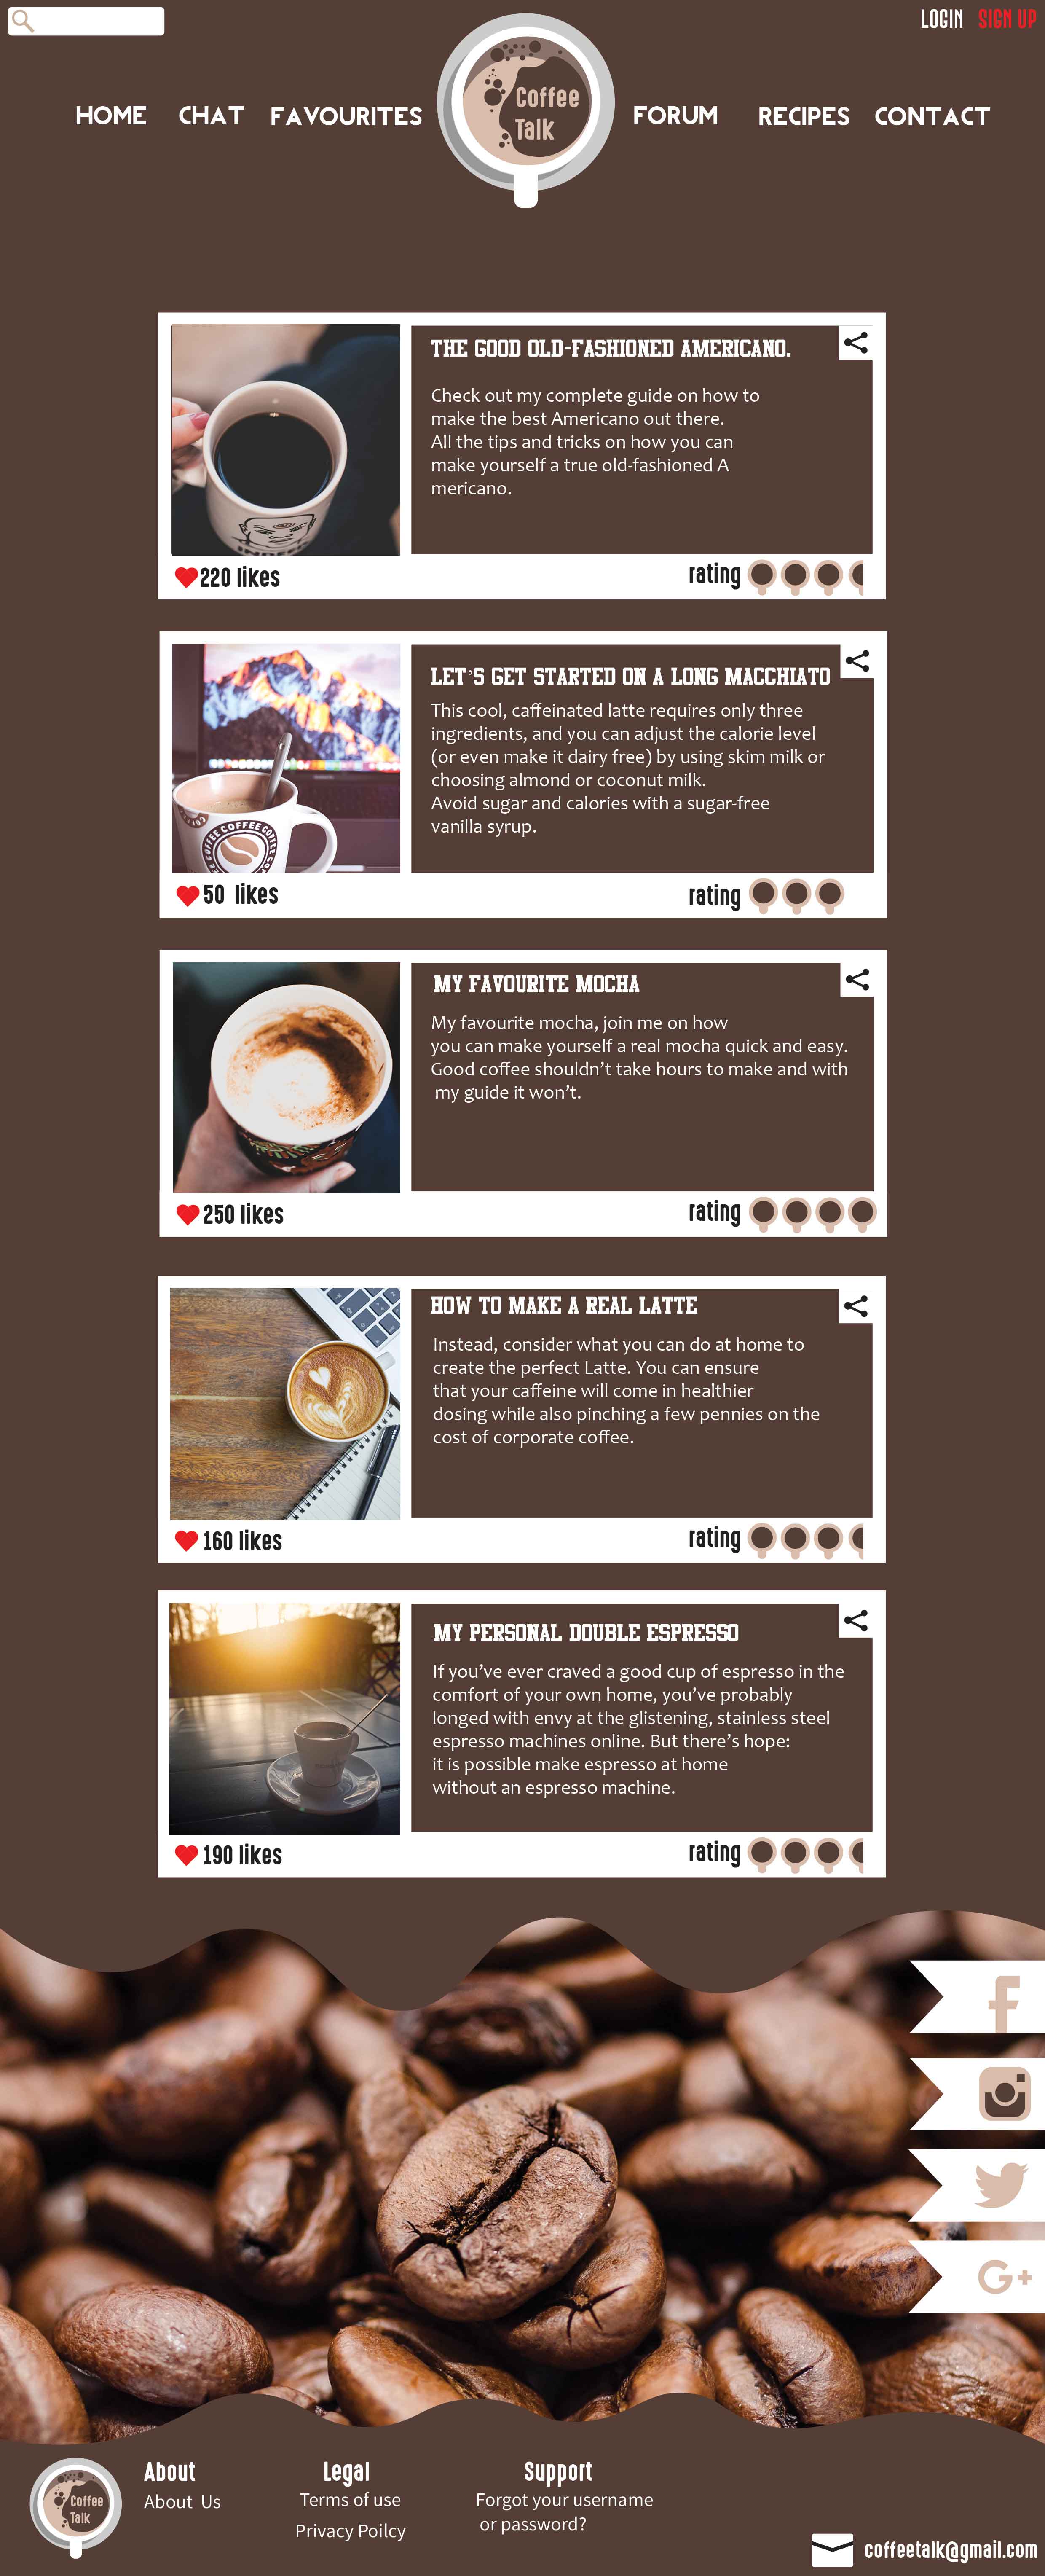 LOGIN SIGN UP
HOME CHAT FAVOURITES Coffee Talk FORUM RECIPES CONTACT
THE GOOD OLD-FASHIONED AMERICANO.
Check out my complete guide on how to
make the best Americano out there.
All the tips and tricks on how you can
make yourself a true old-fashioned A
mericano.
220 likes
rating
LET'S GET STARTED ON A LONG MACCHIATO
This cool, caffeinated latte requires only three
ingredients, and you can adjust the calorie level
(or even make it dairy free) by using skim milk or
choosing almond or coconut milk.
Avoid sugar and calories with a sugar-free
vanilla syrup.
COFFEE
50 likes
rating
MY FAVOURITE MOCHA
My favourite mocha, join me on how
you can make yourself a real mocha quick and easy.
Good coffee shouldn't take hours to make and with
my guide it won't.
250 likes
rating
HOW TO MAKE A REAL LATTE
Instead, consider what you can do at home to
create the perfect Latte. You can ensure
that your caffeine will come in healthier
dosing while also pinching a few pennies on the
cost of corporate coffee.
160 likes
rating
MY PERSONAL DOUBLE ESPRESSO
If you've ever craved a good cup of espresso in the
comfort of your own home, you've probably
longed with envy at the glistening, stainless steel
espresso machines online. But there's hope:
it is possible make espresso at home
without an espresso machine.
190 likes
rating
G+
Coffee
Talk
About
About Us
Legal
Terms of use
Privacy Poilcy
Support
Forgot your username
or password?
coffeetalk@gmail.com